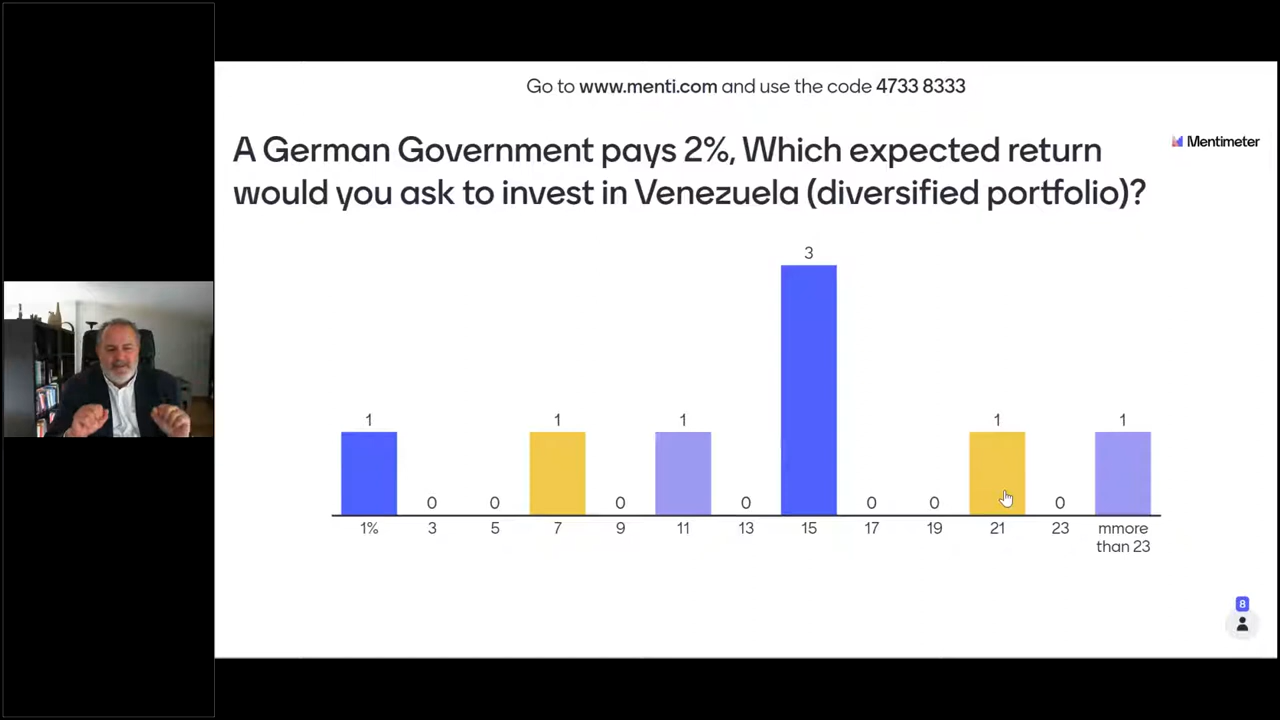 Go to www.menti.com and use the code 4733 8333
A German Government pays 2%, Which expected return
would you ask to invest in Venezuela (diversified portfolio)?
Mentimeter
3
1 1 1 1 1
0 0 0 0 0 0 0
1% 3 5 7 9 11 13 15 17 19 21 23 mmore
than 23
8